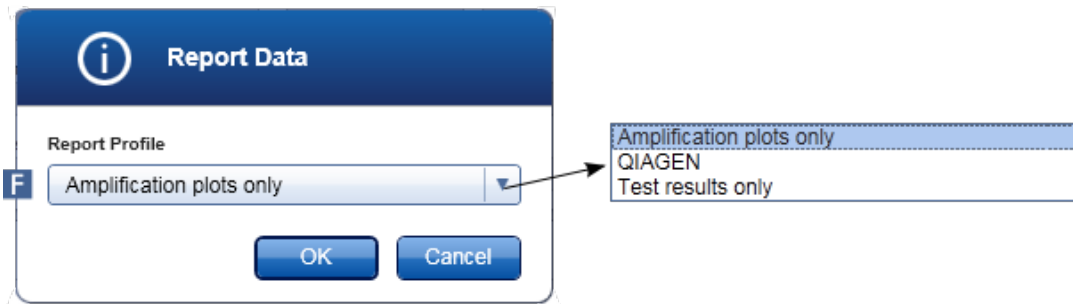 Report Data
Report Profile
F
Amplification plots only
OK
Cancel
Amplification plots only
QIAGEN
Test results only